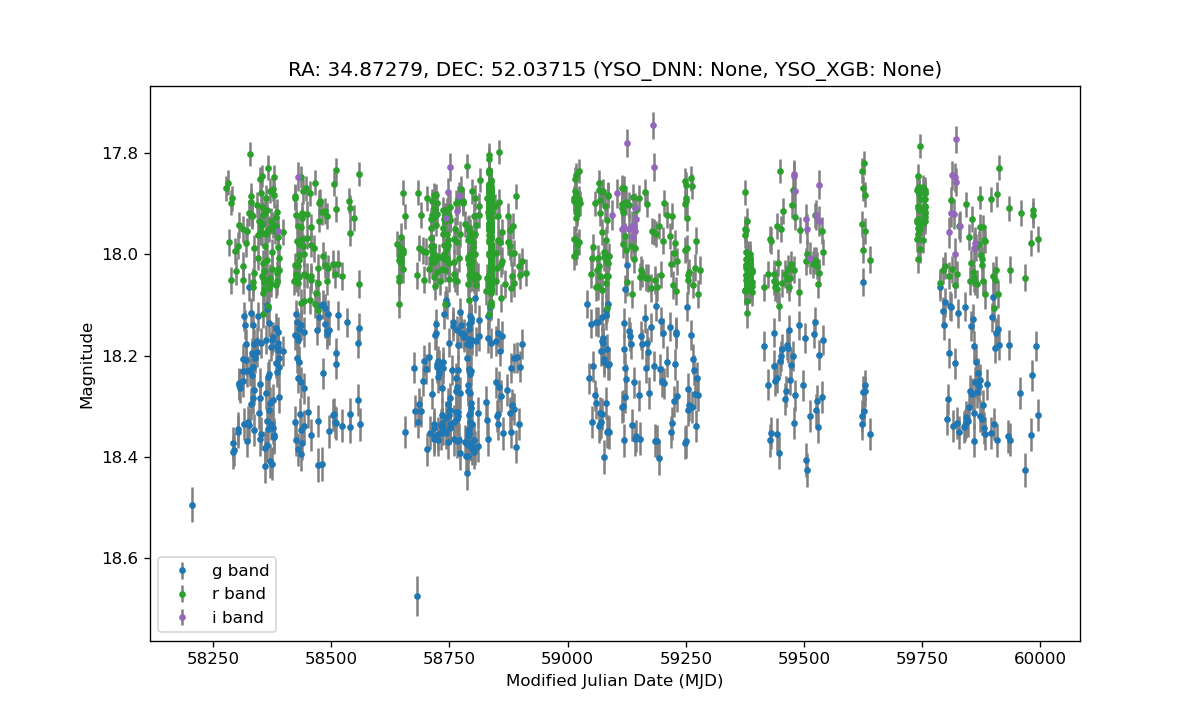 RA: 34.87279, DEC: 52.03715 (YSO_DNN: None, YSO_XGB: None)
17.8
18.0
18.2
18.4
18.6
Magnitude
g band
r band
i band
58250 58500 58750 59000 59250 59500 59750 60000
Modified Julian Date (MJD)